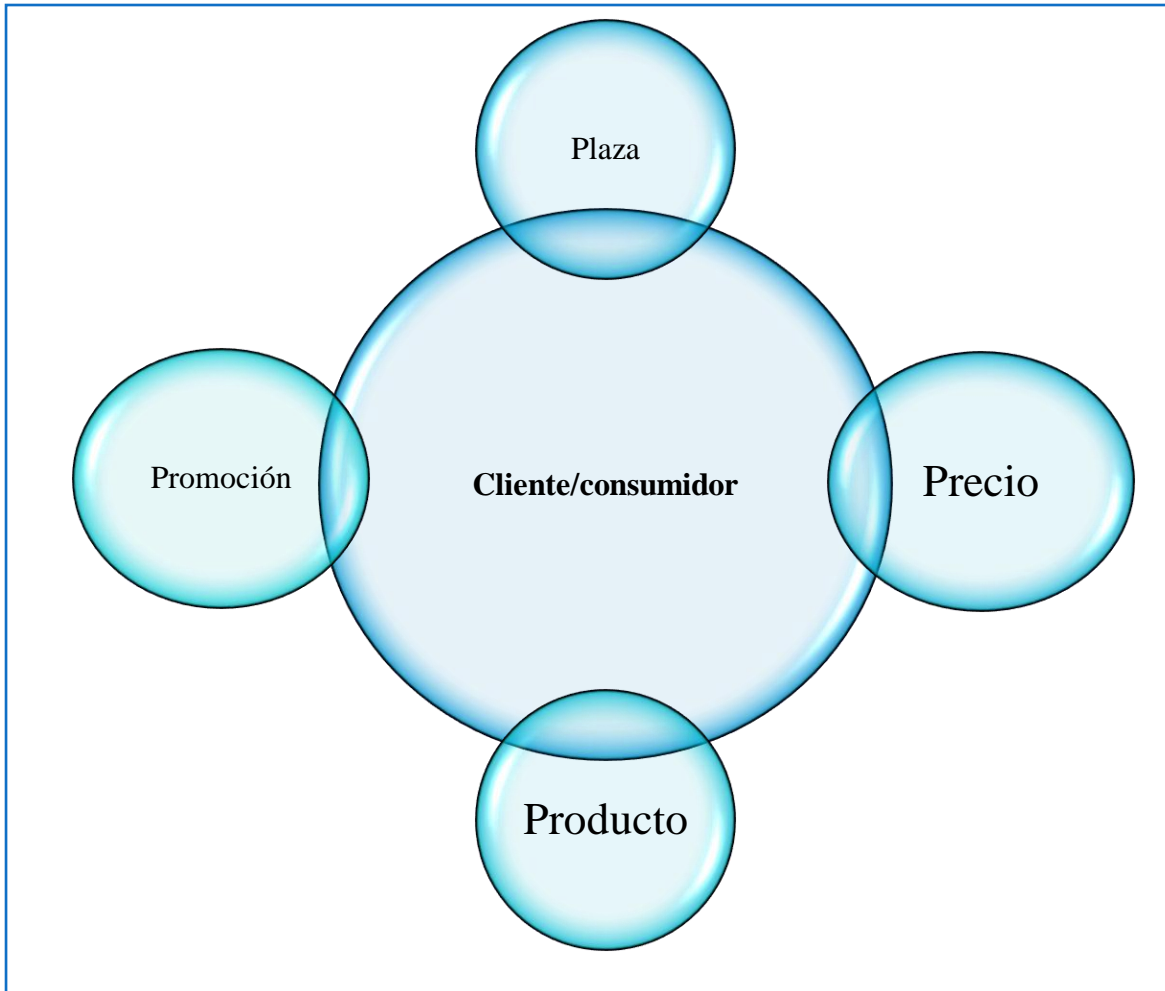 Plaza
Promoción
Cliente/consumidor
Precio
Producto